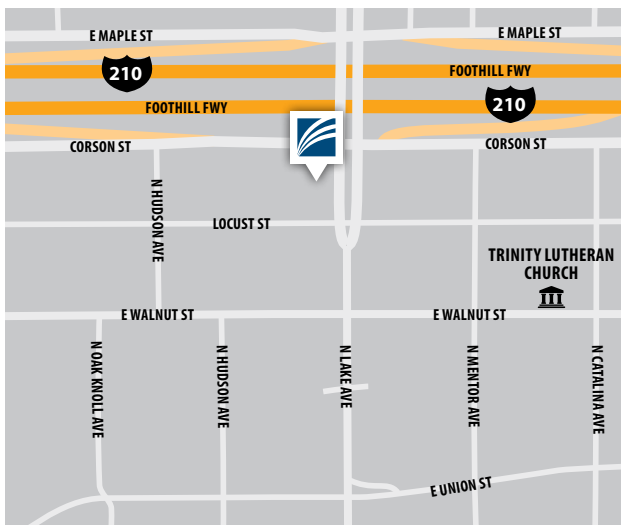 E MAPLE ST
E MAPLE ST
FOOTHILL FWY
210
FOOTHILL FWY
210
CORSON ST
CORSON ST
N HUDSON AVE
LOCUST ST
TRINITY LUTHERAN
CHURCH
E WALNUT ST
E WALNUT ST
N OAK KNOLL AVE
N HUDSON AVE
N LAKE AVE
N MENTOR AVE
N CATALINA AVE
E UNION ST